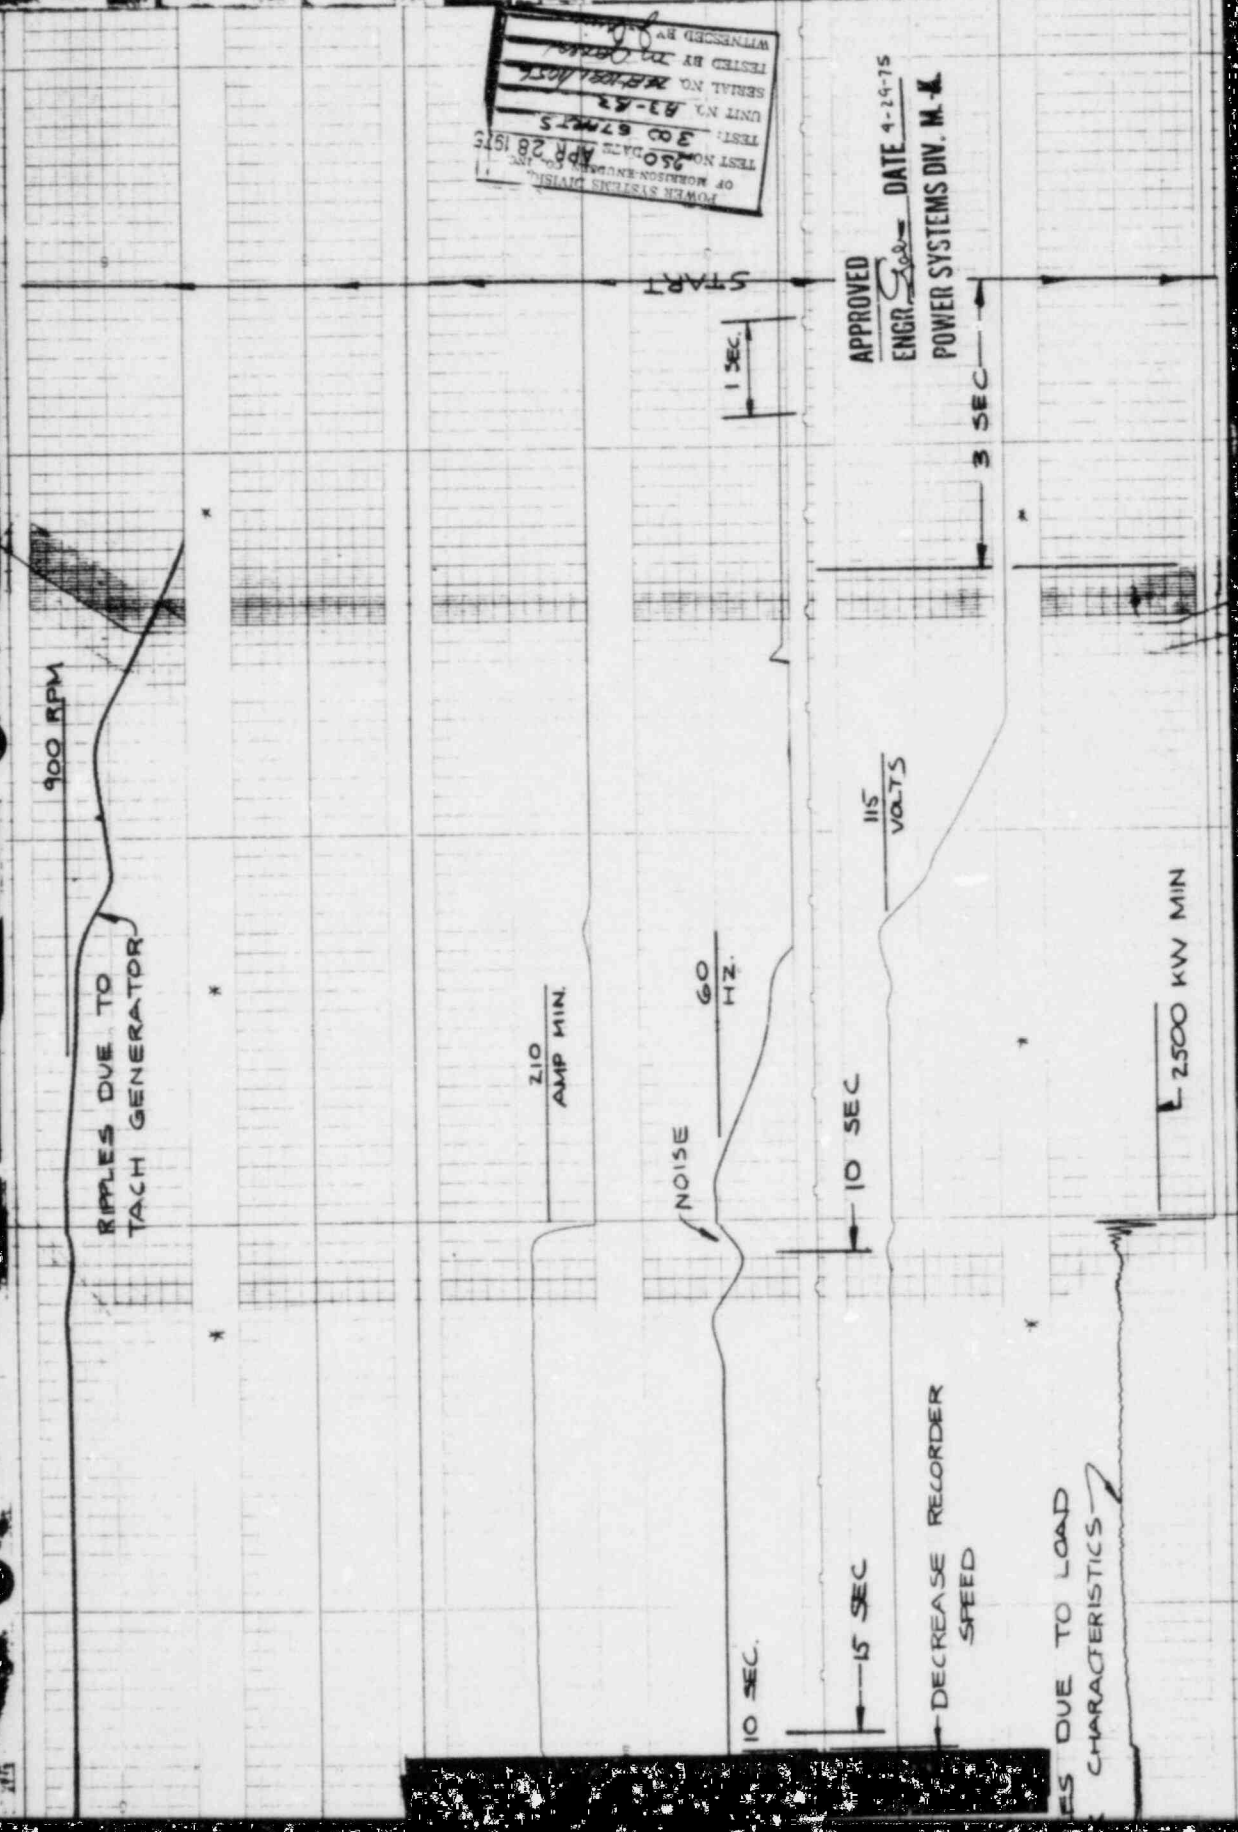 POWER SYSTEMS DIVISION
OF MORRISON-KNUDSEN CO., INC.
TEST NO. 250 DATE APR 28 1975
TEST: 300 STARTS
UNIT NO. A3-B3
SERIAL NO.
TESTED BY
WITNESSED BY
START
1 SEC.
APPROVED
ENGR. DATE 4-29-75
POWER SYSTEMS DIV. M-K
3 SEC
900 RPM
RIPPLES DUE TO
TACH GENERATOR
210
AMP MIN.
60
HZ.
NOISE
115
VOLTS
10 SEC
2500 KW MIN
10 SEC.
15 SEC
DECREASE RECORDER
SPEED
ES DUE TO LOAD
CHARACTERISTICS